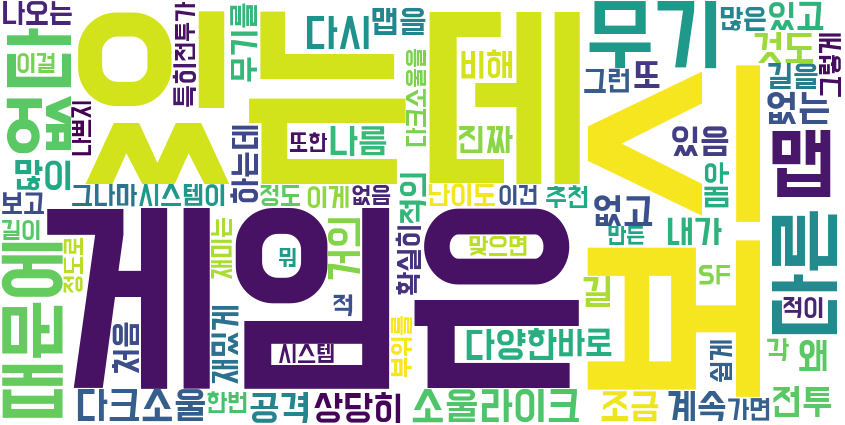 나오는
이걸
다
없
나쁘지
특히전투가
있는데
다시
맵을
무기를
다크소울을
비해
그런
또
무기
많은
있고
것도
길을
그렇게
없는
진짜
또한
나름
많이
하는데
있음
맵
보고
그나마
시스템이
정도
이게
없음
적인
난이도
이건
추천
없고
아
봄
만든
내가
길이
정도로
재미는
게임은
뭐
거의
확실히
맞으면
시
보
SF
라
적이
때문에
처음
재밌게
적
시스템
부위를
길
다양한
바로
쉽게
각
왜
다크소울
한번
공격
상당히
소울라이크
조금
계속
가면
전투